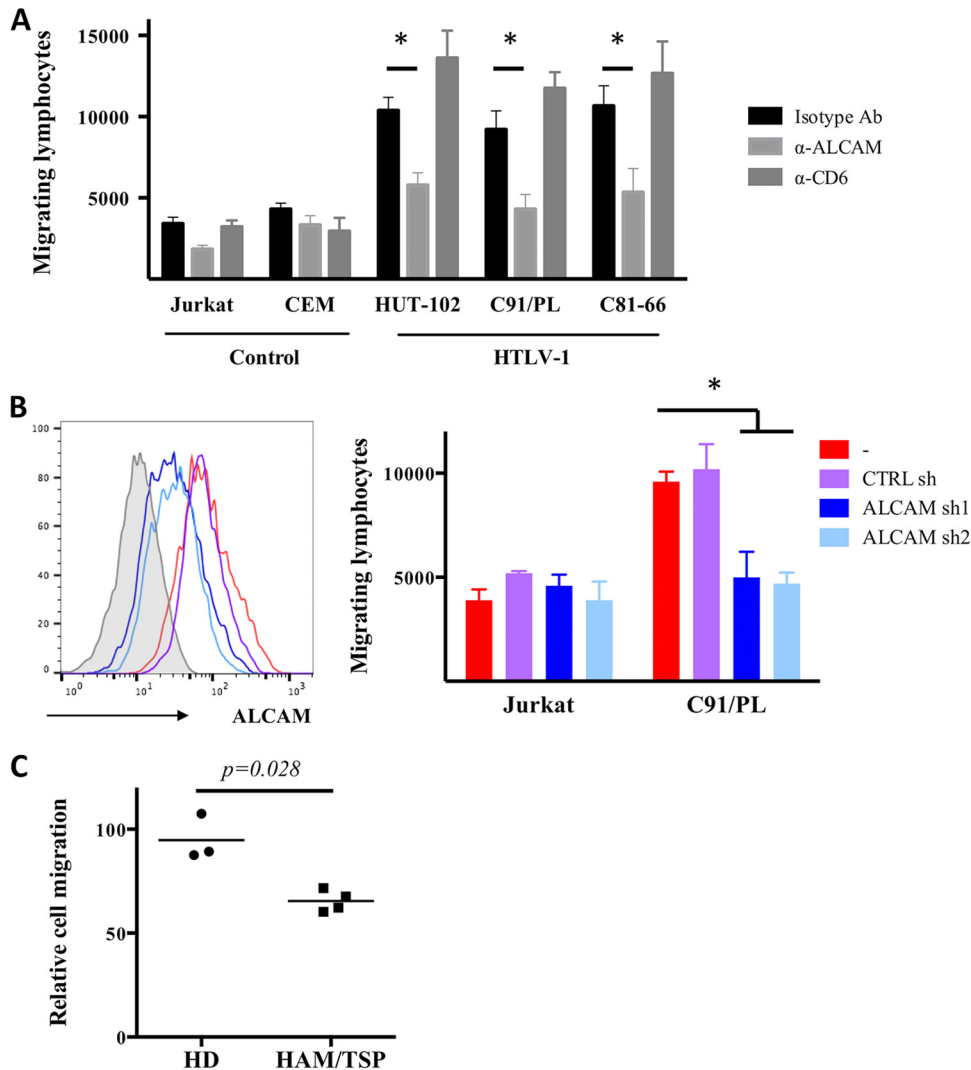 A
Migrating lymphocytes
15000
10000
5000
* * *
Jurkat CEM HUT-102 C91/PL C81-66
Control HTLV-1
Isotype Ab
α-ALCAM
α-CD6
B
100
80
60
40
20
0
10⁰ 10¹ 10² 10³
ALCAM
Migrating lymphocytes
10000
5000
*
Jurkat C91/PL
-
CTRL sh
ALCAM sh1
ALCAM sh2
C
p=0.028
Relative cell migration
100
50
0
HD HAM/TSP